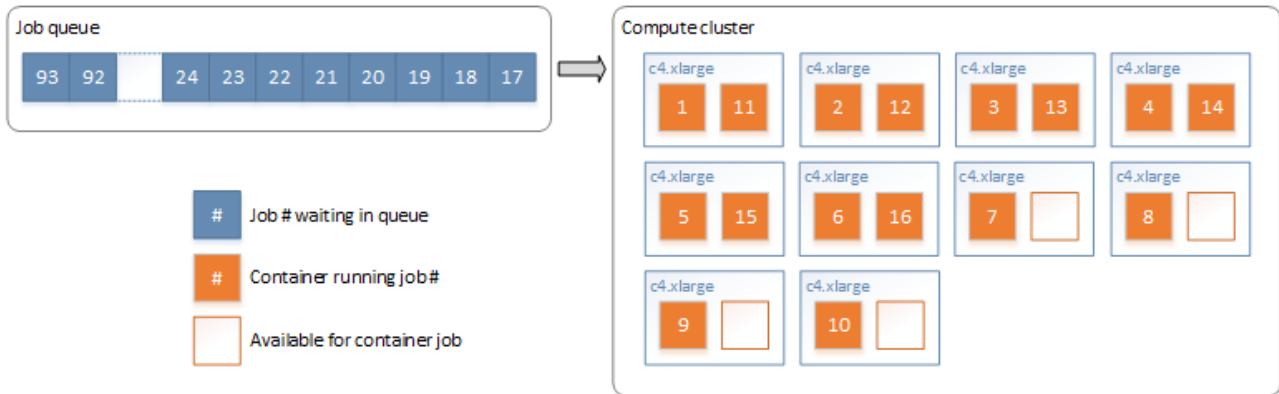 Job queue
93 92 24 23 22 21 20 19 18 17
# Job # waiting in queue
# Container running job #
Available for container job
Compute cluster
c4.xlarge c4.xlarge c4.xlarge c4.xlarge
1 11 2 12 3 13 4 14
c4.xlarge c4.xlarge c4.xlarge c4.xlarge
5 15 6 16 7 8
c4.xlarge c4.xlarge
9 10